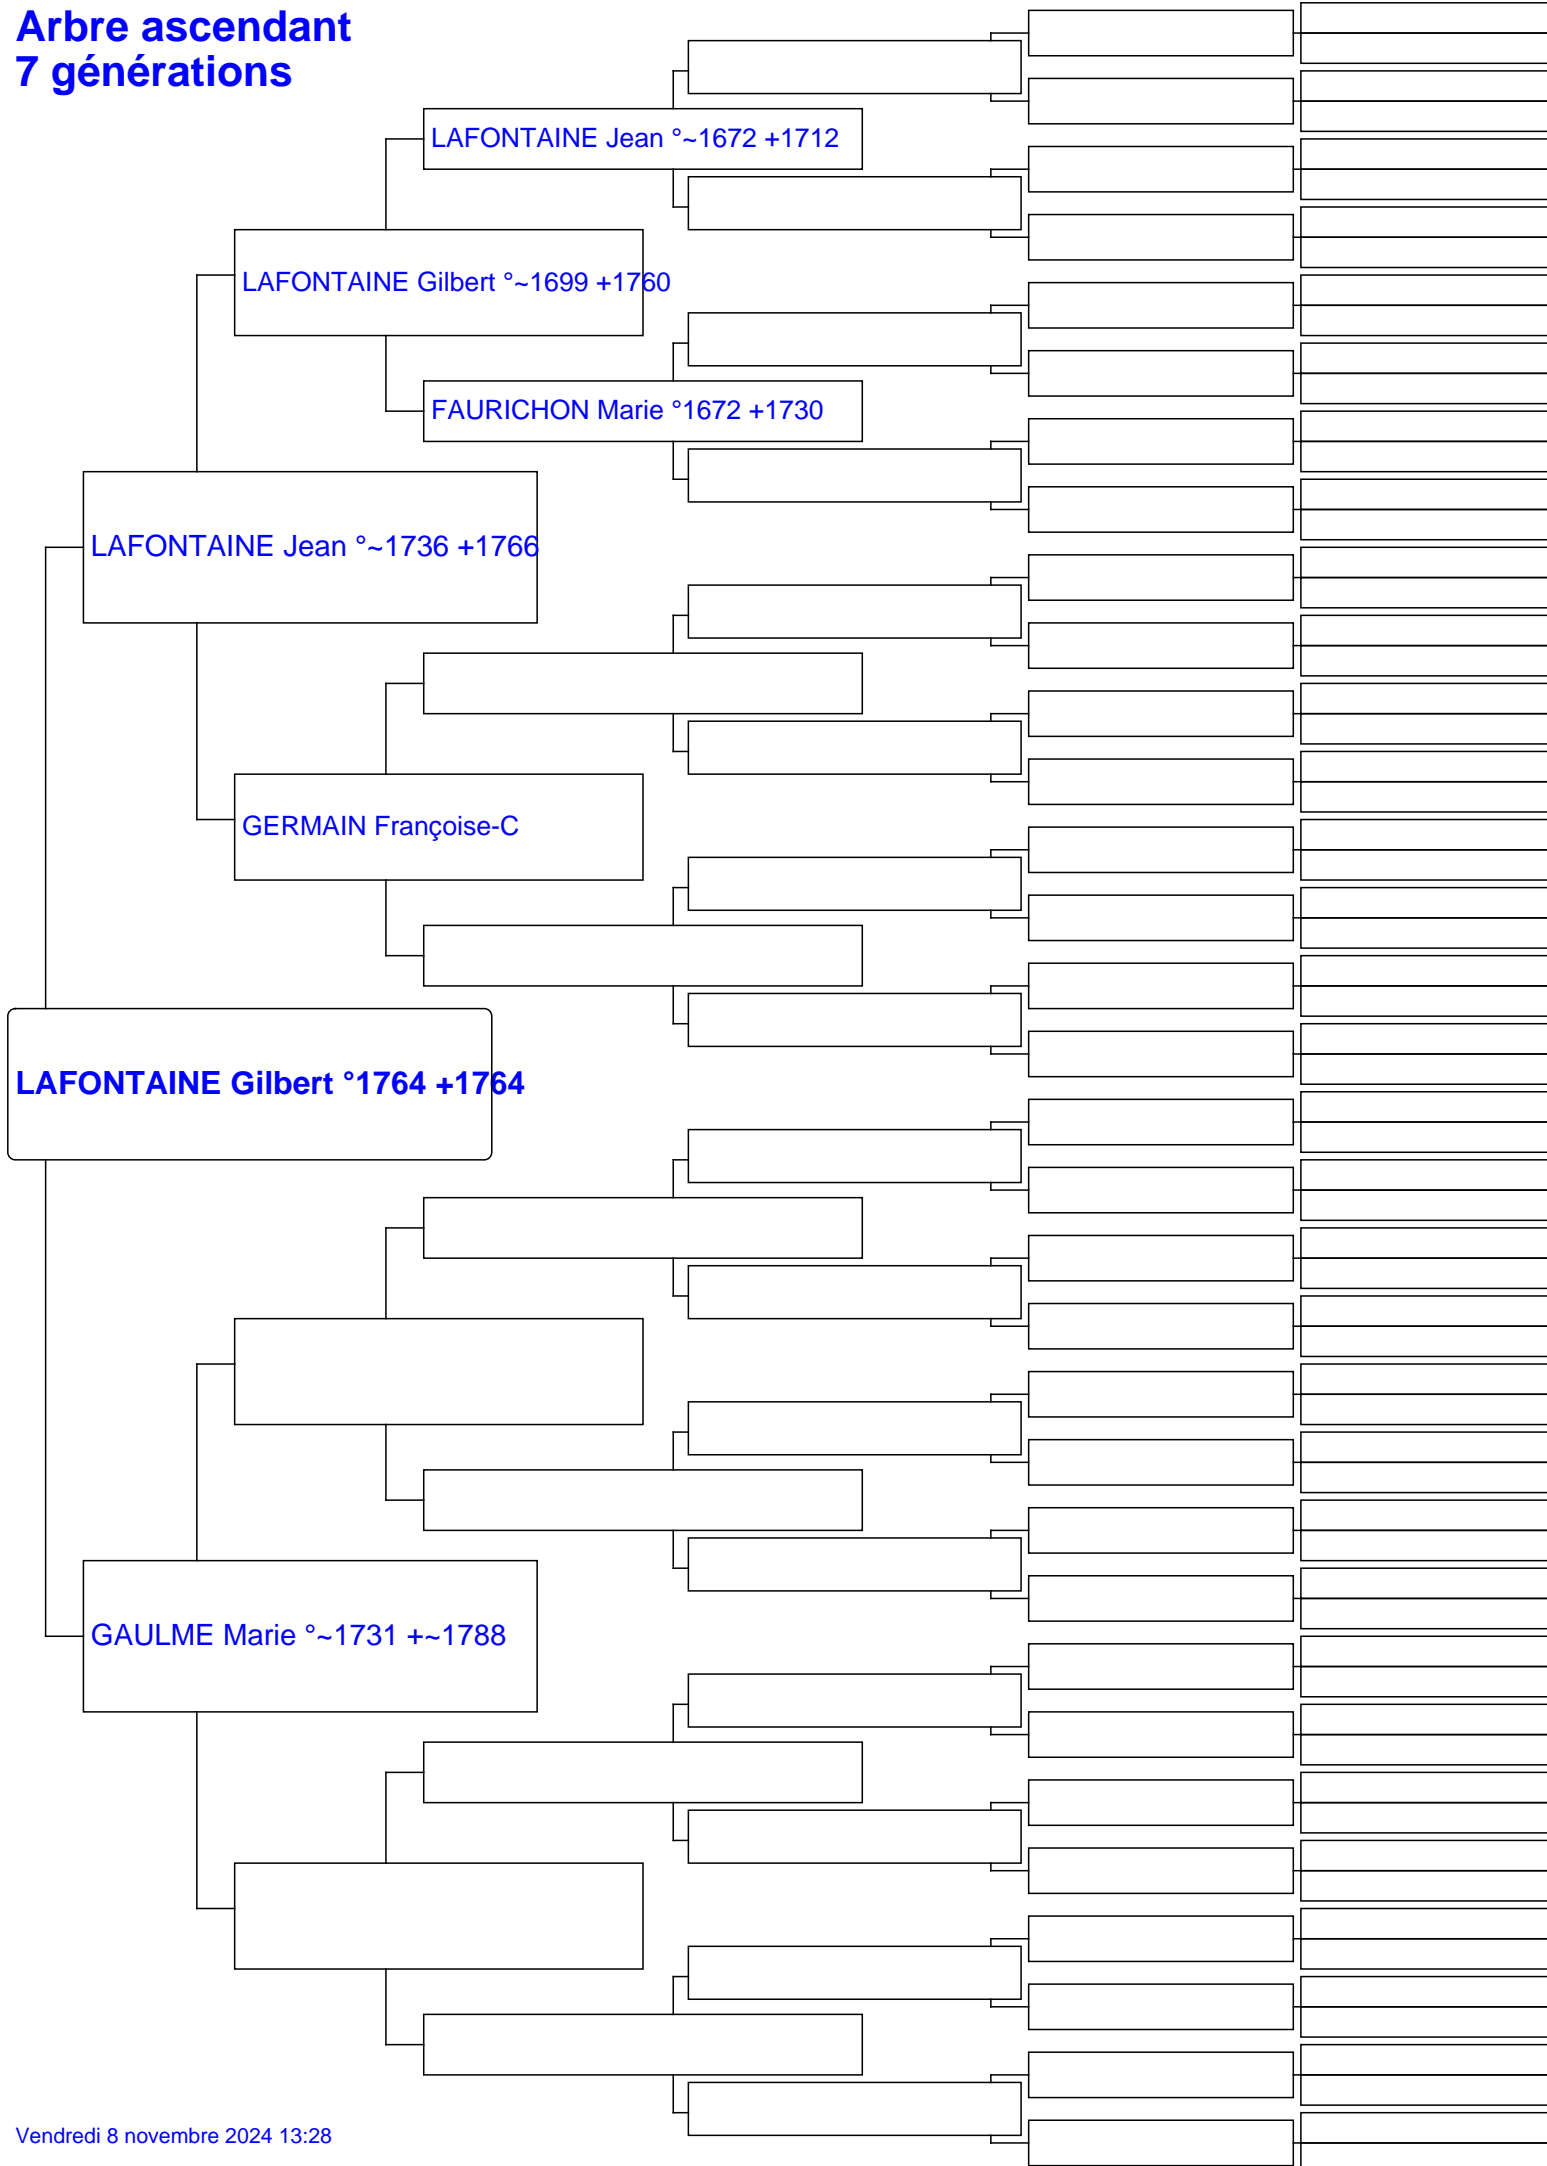 Arbre ascendant
7 générations
LAFONTAINE Jean °~1672 +1712
LAFONTAINE Gilbert °~1699 +1760
FAURICHON Marie °1672 +1730
LAFONTAINE Jean °~1736 +1766
GERMAIN Françoise-C
LAFONTAINE Gilbert °1764 +1764
GAULME Marie °~1731 +~1788
Vendredi 8 novembre 2024 13:28